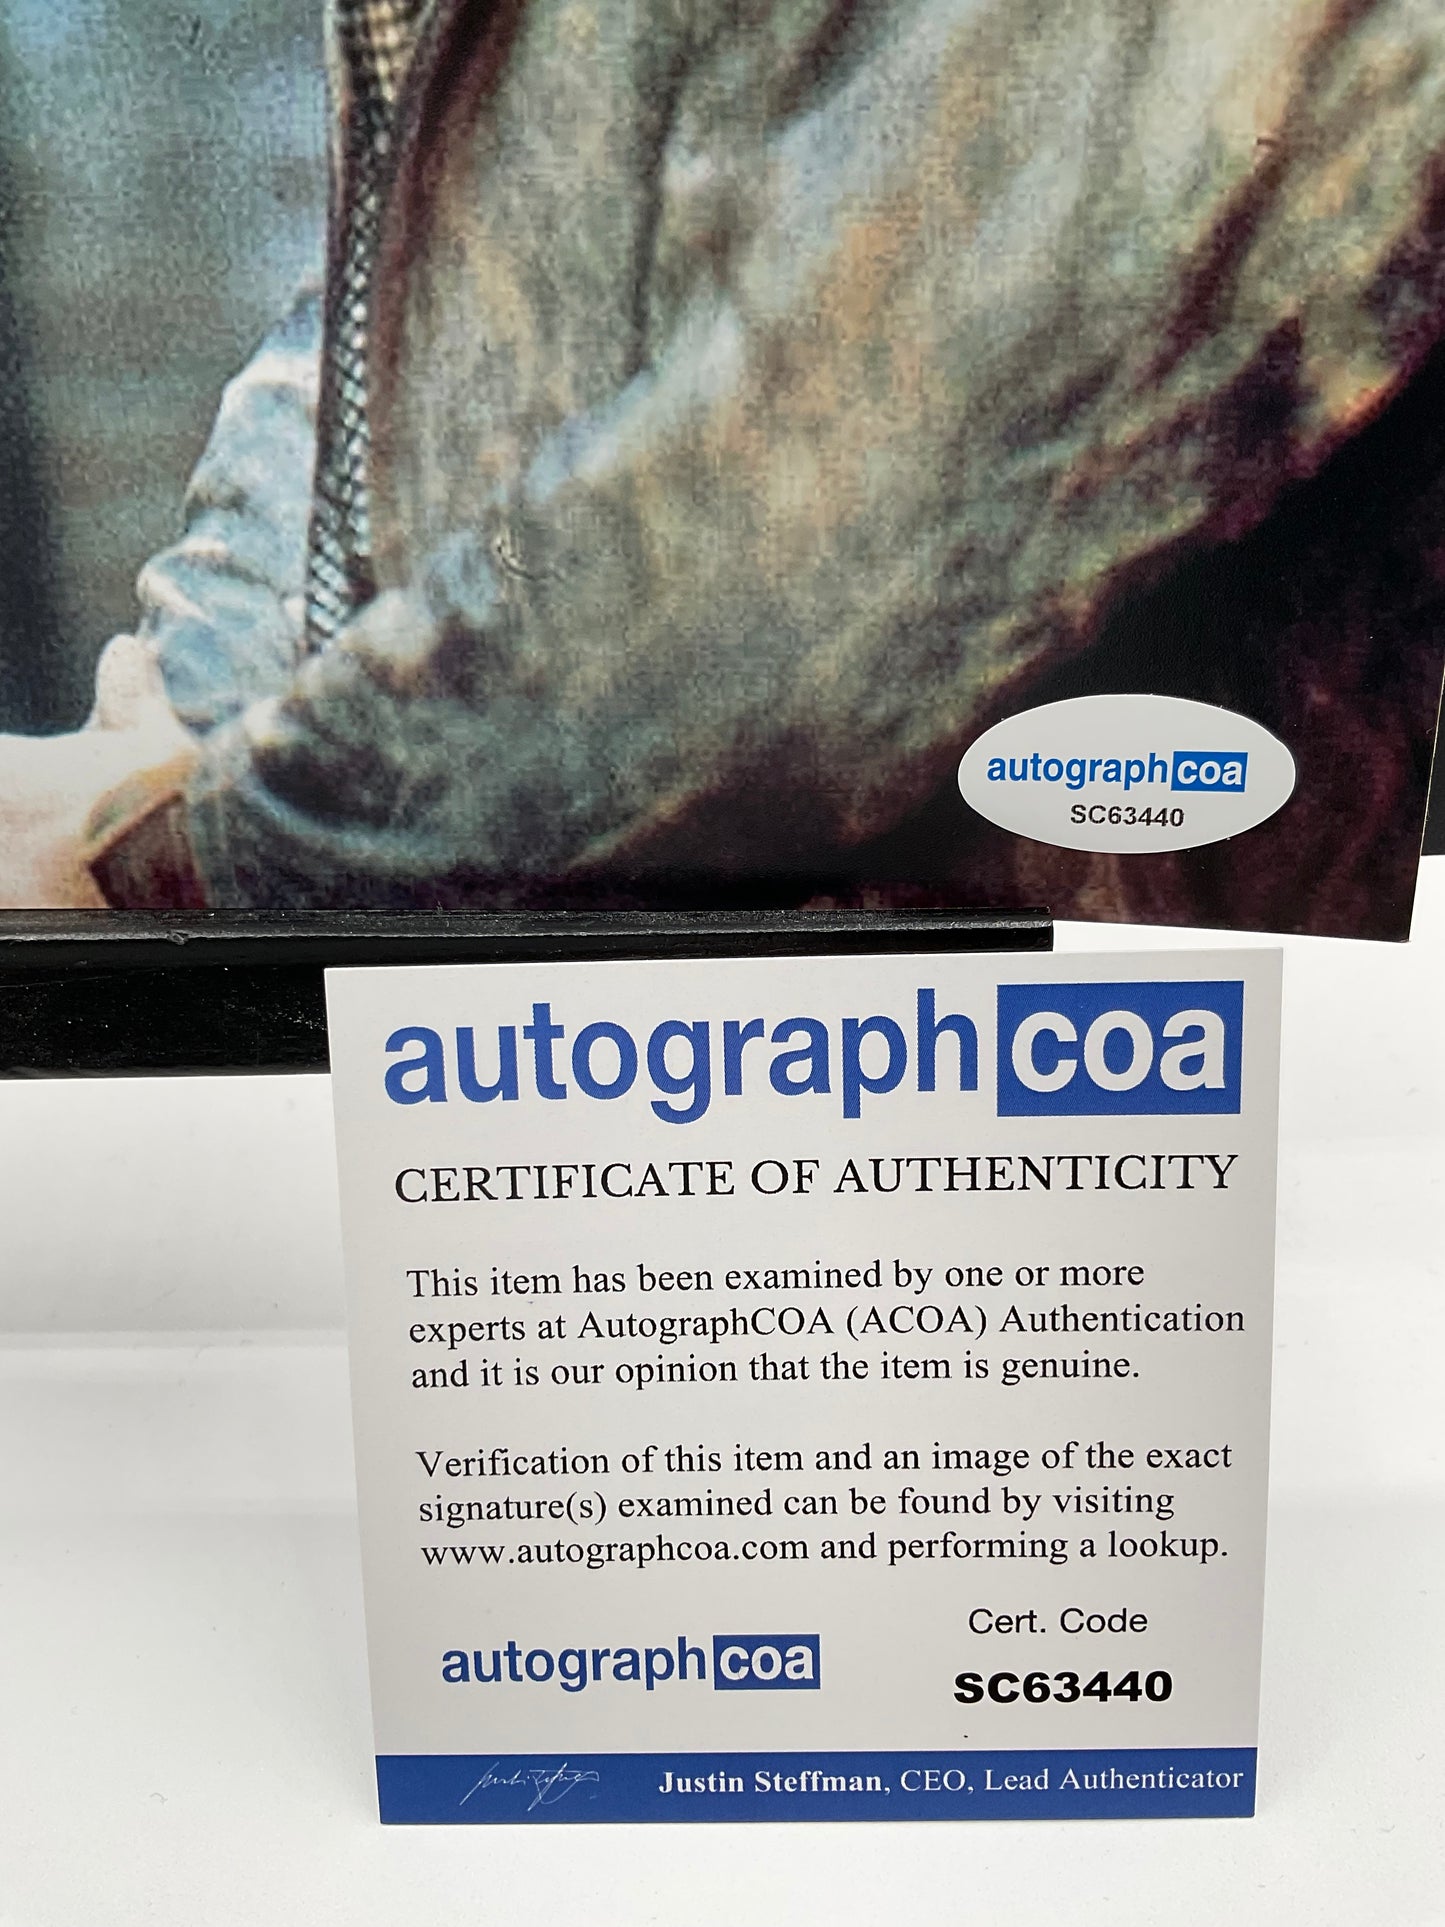 autographcoa
SC63440
autographcoa
CERTIFICATE OF AUTHENTICITY
This item has been examined by one or more
experts at AutographCOA (ACOA) Authentication
and it is our opinion that the item is genuine.
Verification of this item and an image of the exact
signature(s) examined can be found by visiting
www.autographcoa.com and performing a lookup.
Cert. Code
autographcoa
SC63440
Justin Steffman, CEO, Lead Authenticator